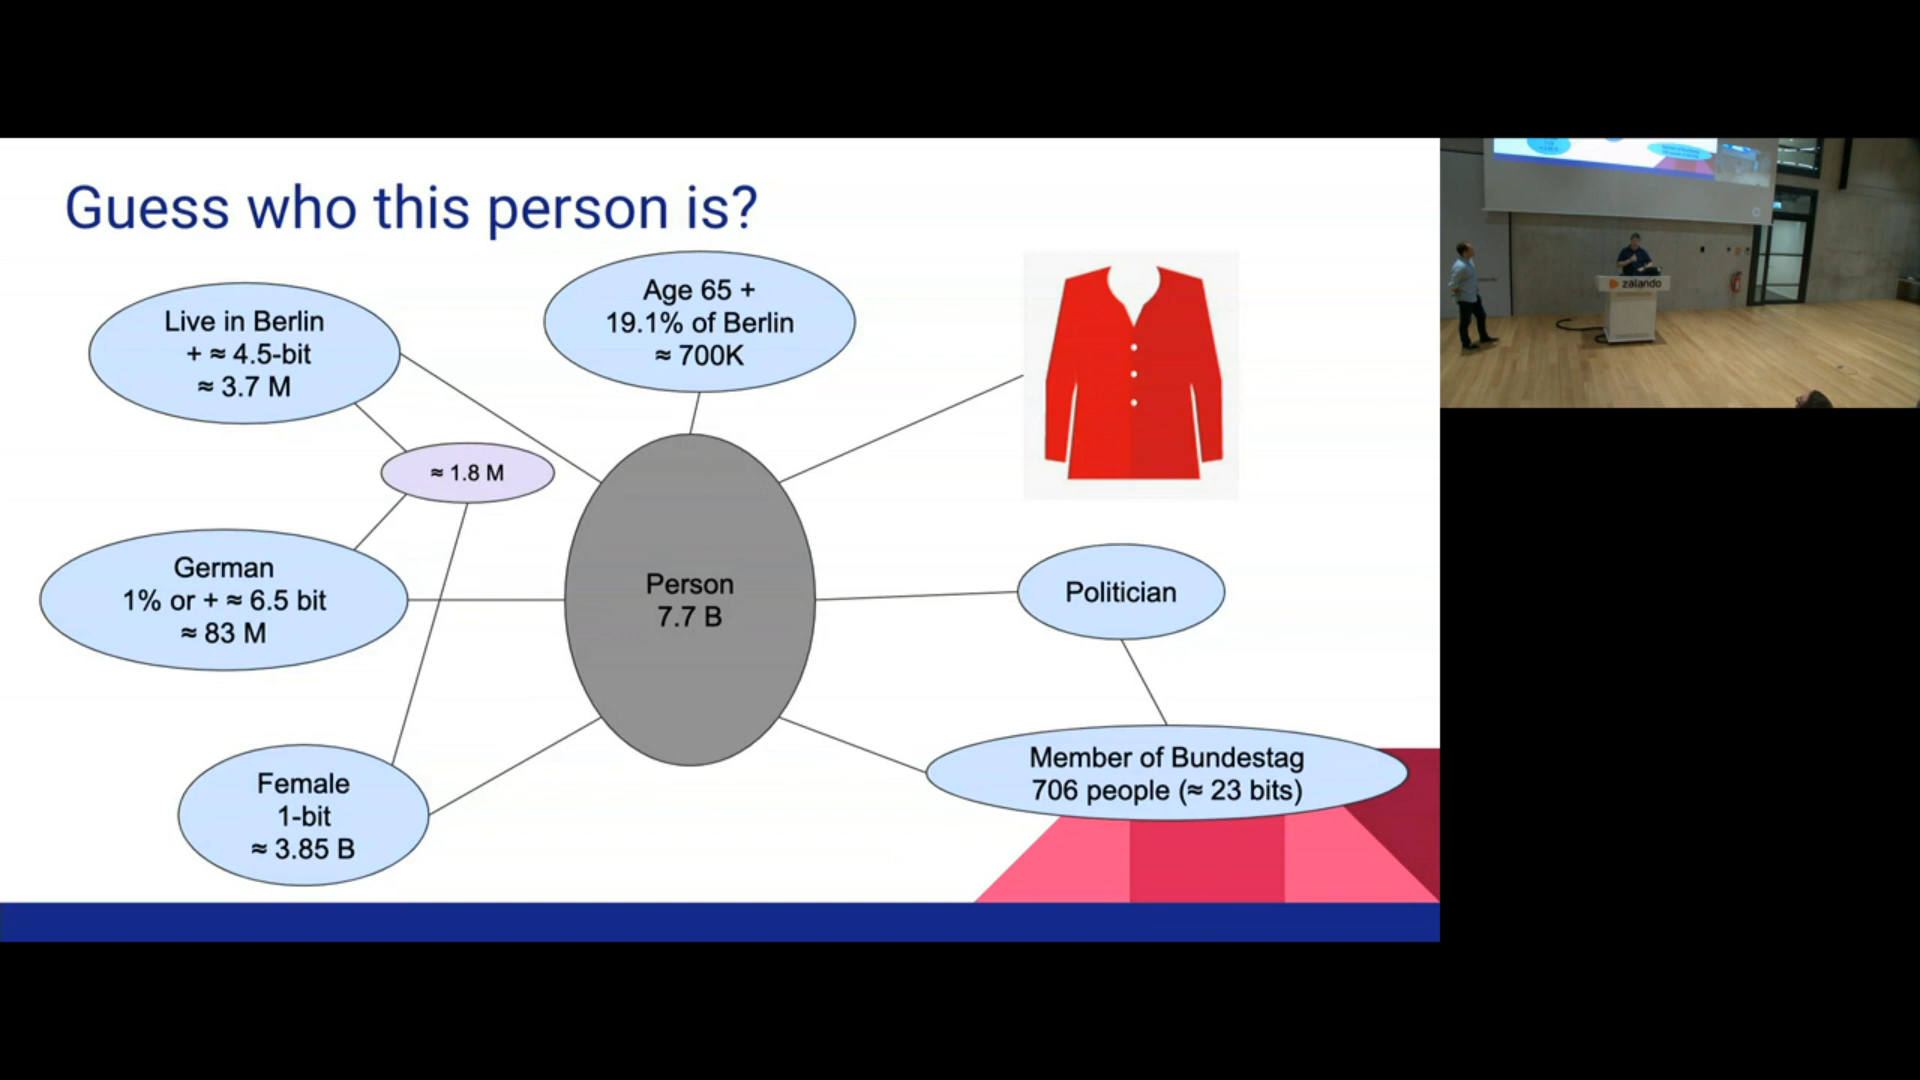 Guess who this person is?
Live in Berlin
+ ≈ 4.5-bit
≈ 3.7 M
Age 65 +
19.1% of Berlin
≈ 700K
≈ 1.8 M
German
1% or + ≈ 6.5 bit
≈ 83 M
Person
7.7 B
Politician
Female
1-bit
≈ 3.85 B
Member of Bundestag
706 people (≈ 23 bits)
zalando